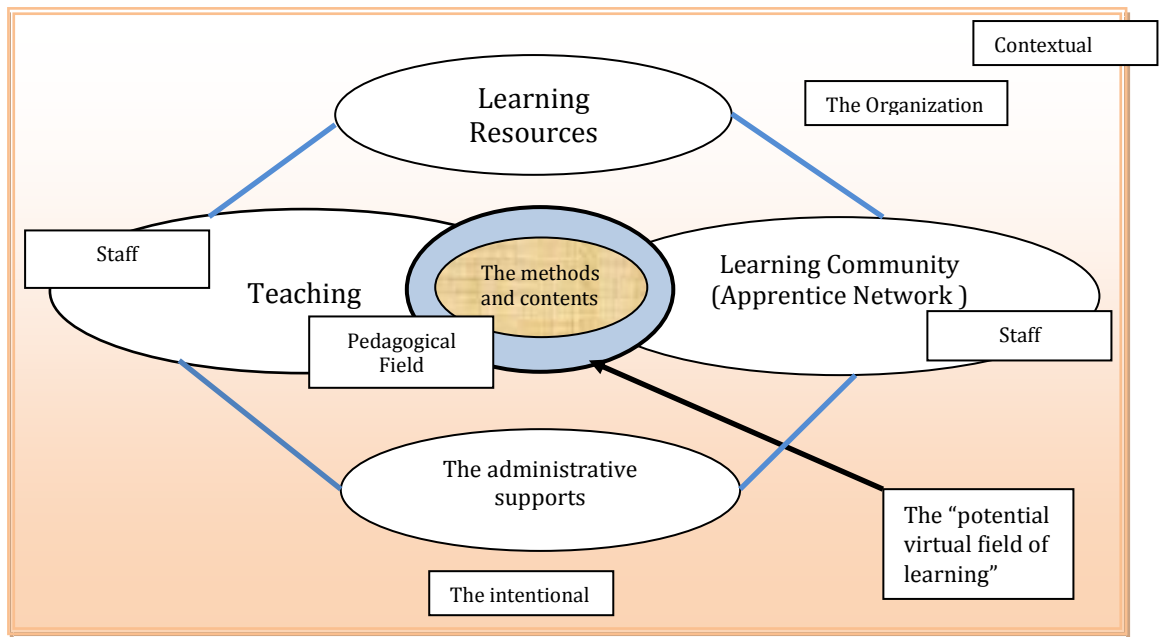 Contextual
The Organization
Learning
Resources
Staff
Teaching
The methods
and contents
Learning Community
(Apprentice Network )
Staff
Pedagogical
Field
The administrative
supports
The "potential
virtual field of
learning"
The intentional